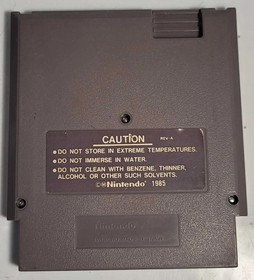 CAUTION
REV-A
• DO NOT STORE IN EXTREME TEMPERATURES.
• DO NOT IMMERSE IN WATER.
• DO NOT CLEAN WITH BENZENE, THINNER,
ALCOHOL OR OTHER SUCH SOLVENTS.
©M Nintendo® 1985
Nintendo